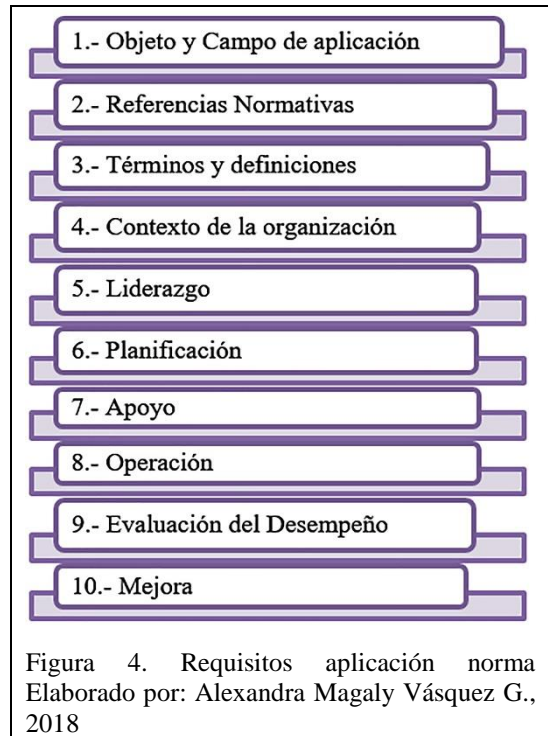 1.- Objeto y Campo de aplicación
2.- Referencias Normativas
3.- Términos y definiciones
4.- Contexto de la organización
5.- Liderazgo
6.- Planificación
7.- Apoyo
8.- Operación
9.- Evaluación del Desempeño
10.- Mejora
Figura 4. Requisitos aplicación norma
Elaborado por: Alexandra Magaly Vásquez G.,
2018